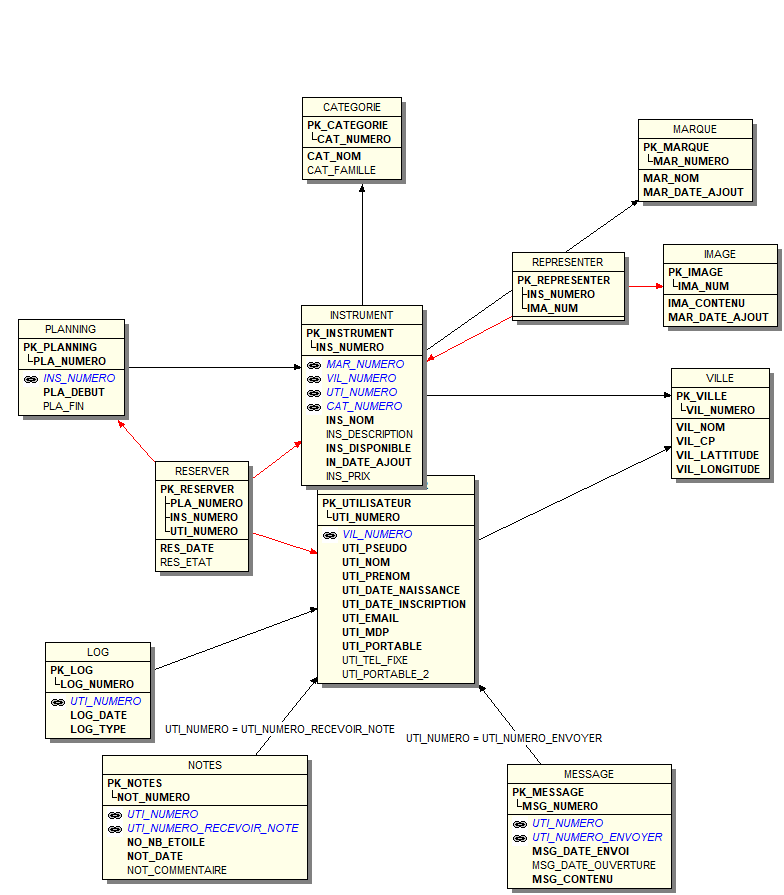 CATEGORIE
PK_CATEGORIE
CAT_NUMERO
CAT_NOM
CAT_FAMILLE
MARQUE
PK_MARQUE
MAR_NUMERO
MAR_NOM
MAR_DATE_AJOUT
REPRESENTER
PK_REPRESENTER
INS_NUMERO
IMA_NUM
IMAGE
PK_IMAGE
IMA_NUM
IMA_CONTENU
MAR_DATE_AJOUT
INSTRUMENT
PK_INSTRUMENT
INS_NUMERO
MAR_NUMERO
VIL_NUMERO
UTI_NUMERO
CAT_NUMERO
INS_NOM
INS_DESCRIPTION
INS_DISPONIBLE
IN_DATE_AJOUT
INS_PRIX
PLANNING
PK_PLANNING
PLA_NUMERO
INS_NUMERO
PLA_DEBUT
PLA_FIN
VILLE
PK_VILLE
VIL_NUMERO
VIL_NOM
VIL_CP
VIL_LATTITUDE
VIL_LONGITUDE
RESERVER
PK_RESERVER
PLA_NUMERO
INS_NUMERO
UTI_NUMERO
RES_DATE
RES_ETAT
PK_UTILISATEUR
UTI_NUMERO
VIL_NUMERO
UTI_PSEUDO
UTI_NOM
UTI_PRENOM
UTI_DATE_NAISSANCE
UTI_DATE_INSCRIPTION
UTI_EMAIL
UTI_MDP
UTI_PORTABLE
UTI_TEL_FIXE
UTI_PORTABLE_2
LOG
PK_LOG
LOG_NUMERO
UTI_NUMERO
LOG_DATE
LOG_TYPE
UTI_NUMERO = UTI_NUMERO_RECEVOIR_NOTE
UTI_NUMERO = UTI_NUMERO_ENVOYER
NOTES
PK_NOTES
NOT_NUMERO
UTI_NUMERO
UTI_NUMERO_RECEVOIR_NOTE
NO_NB_ETOILE
NOT_DATE
NOT_COMMENTAIRE
MESSAGE
PK_MESSAGE
MSG_NUMERO
UTI_NUMERO
UTI_NUMERO_ENVOYER
MSG_DATE_ENVOI
MSG_DATE_OUVERTURE
MSG_CONTENU